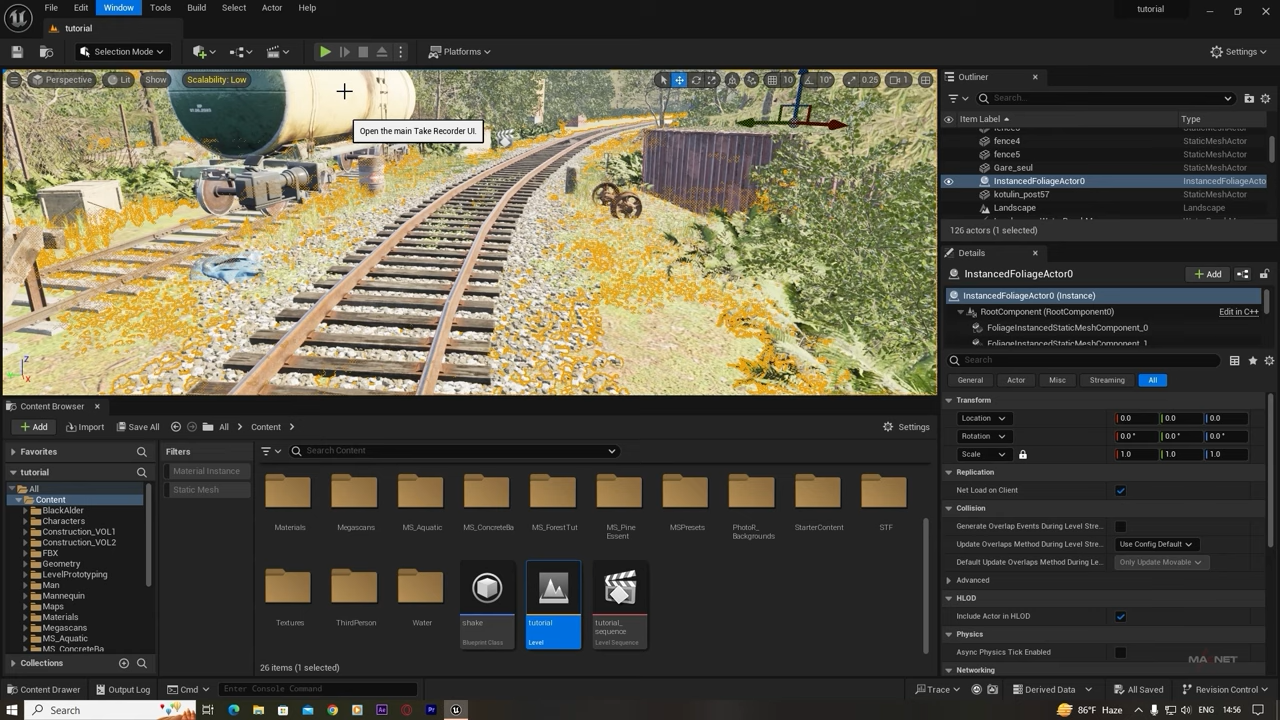 File Edit Window Tools Build Select Actor Help
tutorial
tutorial
Selection Mode
Platforms
Settings
Perspective Lit Show Scalability: Low
10 10° 0.25 1
Open the main Take Recorder UI.
Z
X
Outliner
Search...
Item Label Type
fence4 StaticMeshActor
fence5 StaticMeshActor
Gare_seul StaticMeshActor
InstancedFoliageActor0 InstancedFoliageActo
kotulin_post57 StaticMeshActor
Landscape Landscape
126 actors (1 selected)
Details
InstancedFoliageActor0
Add
InstancedFoliageActor0 (Instance)
RootComponent (RootComponent0) Edit in C++
FoliageInstancedStaticMeshComponent_0
FoliageInstancedStaticMeshComponent_1
Search
General Actor Misc Streaming All
Transform
Location 0.0 0.0 0.0
Rotation 0.0 ° 0.0 ° 0.0 °
Scale 1.0 1.0 1.0
Replication
Net Load on Client
Collision
Generate Overlap Events During Level Stre...
Update Overlaps Method During Level Stre... Use Config Default
Default Update Overlaps Method During Le... Only Update Movable
Advanced
HLOD
Include Actor in HLOD
Physics
Async Physics Tick Enabled
Networking
Content Browser
Add Import Save All All Content Settings
Favorites
tutorial
All
Content
BlackAlder
Characters
Construction_VOL1
Construction_VOL2
FBX
Geometry
LevelPrototyping
Man
Mannequin
Maps
Materials
Megascans
MS_Aquatic
MS_ConcreteBa
Collections
Filters
Material Instance
Static Mesh
Search Content
Materials Megascans MS_Aquatic MS_ConcreteBa MS_ForestTut MS_Pine MSPresets PhotoR_ StarterContent STF
Essent Backgrounds
Textures ThirdPerson Water shake tutorial tutorial_
sequence
Blueprint Class Level Level Sequence
26 items (1 selected)
Content Drawer Output Log Cmd Enter Console Command
Trace Derived Data All Saved Revision Control
Search
86°F Haze ENG 14:56